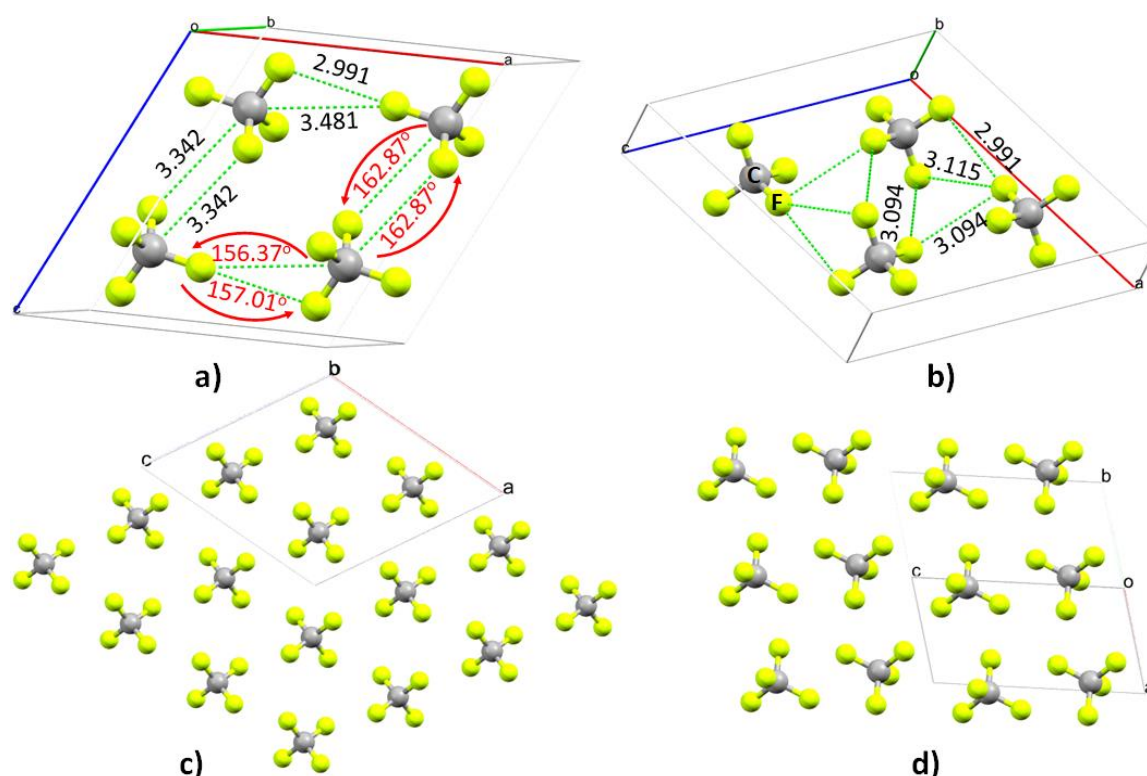 o b
a
2.991
3.481
3.342
3.342
162.87°
162.87°
156.37°
157.01°
c
a)
b
o
c
2.991
3.115
C
F
3.094
3.094
a
b)
b
c
a
c)
b
c
o
a
d)